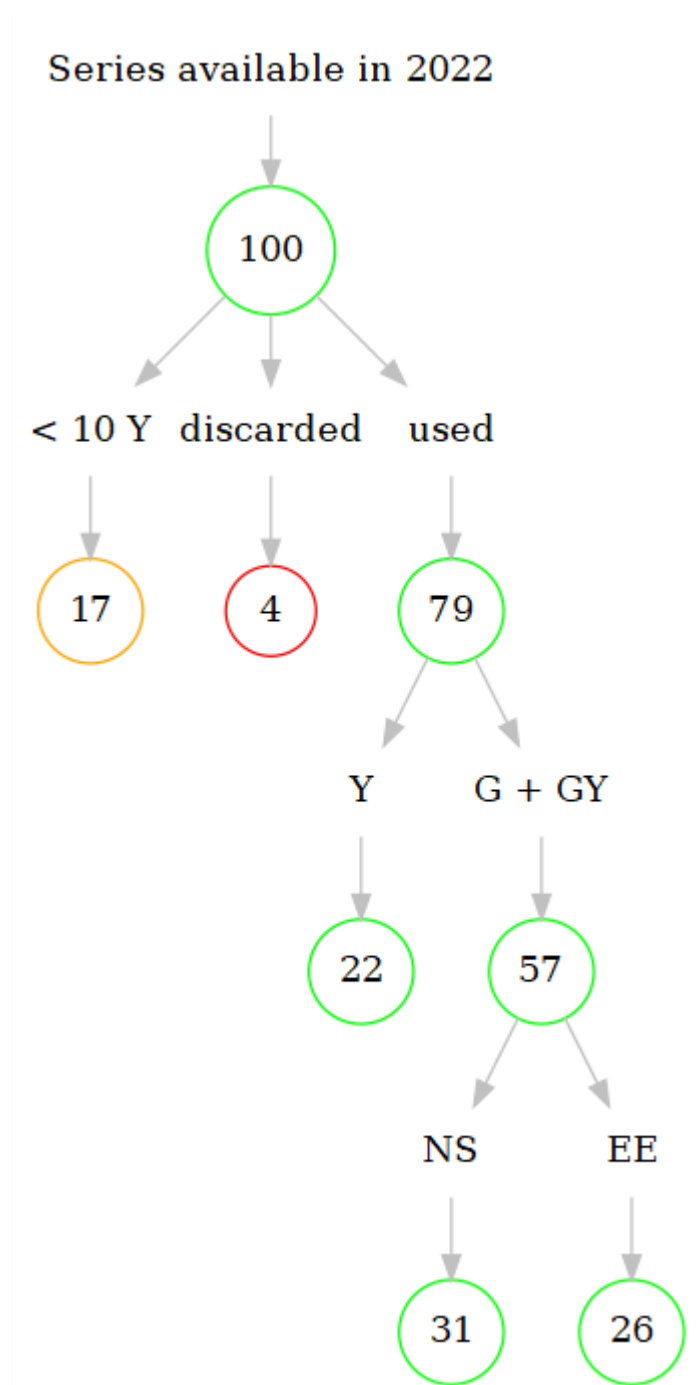 Series available in 2022
100
< 10 Y discarded used
17 4 79
Y G + GY
22 57
NS EE
31 26